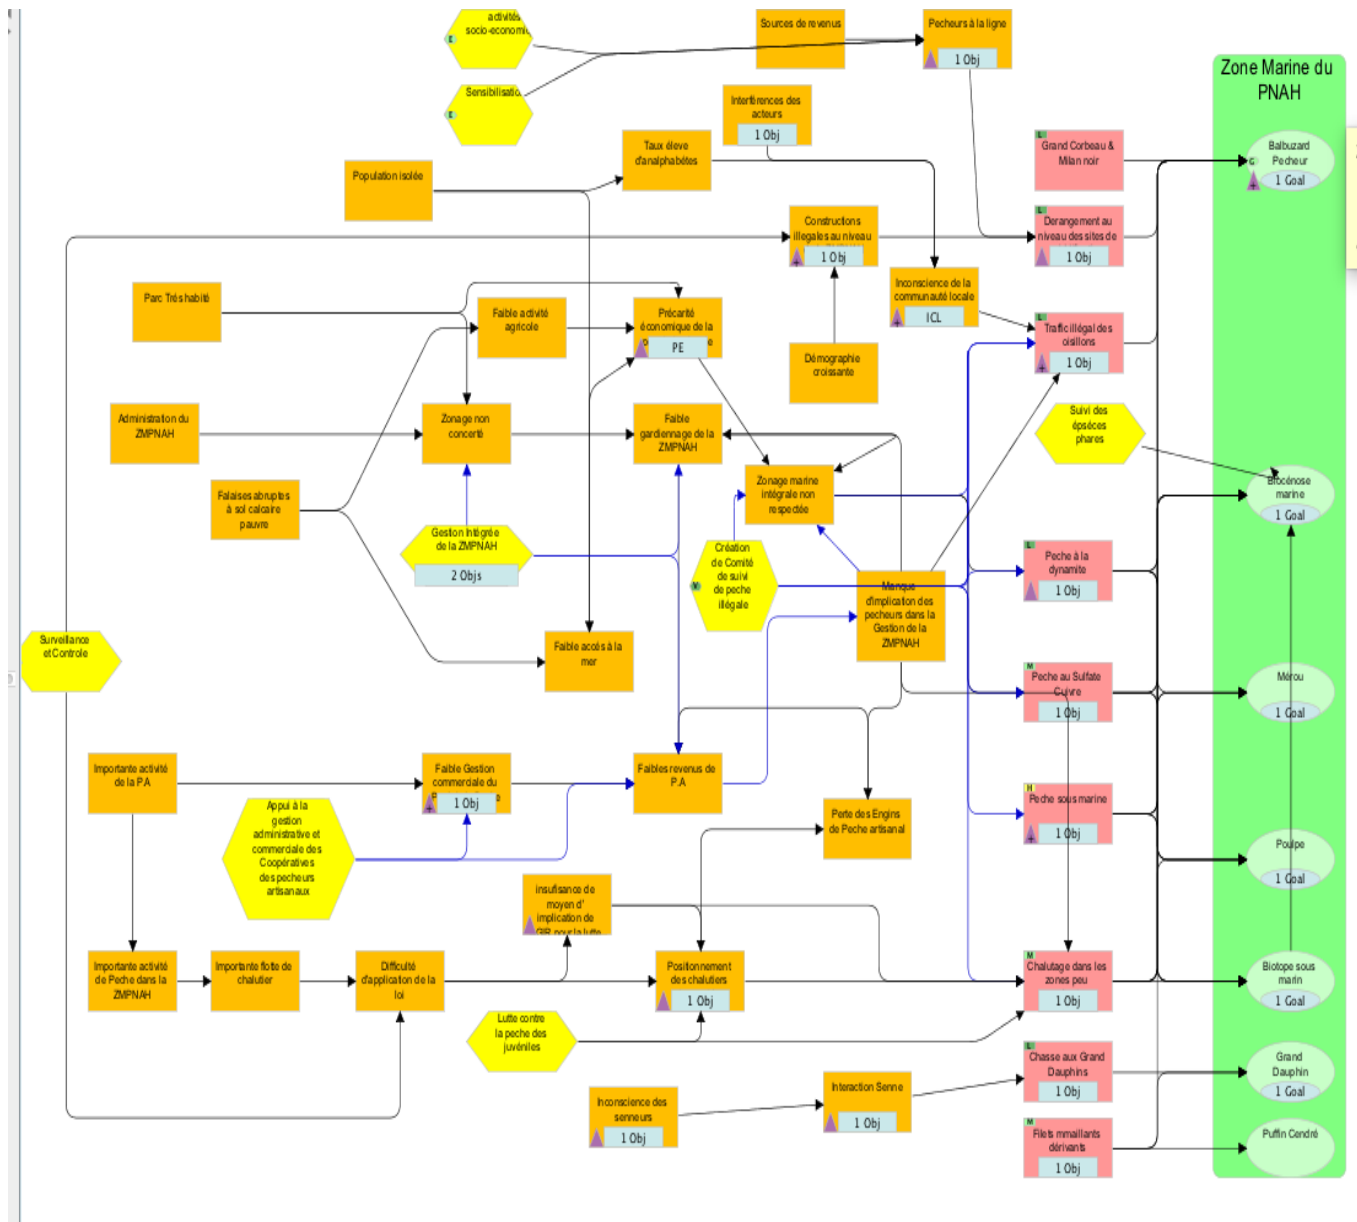 activités
socio-economi
E
Sources de revenus
Pecheurs à la ligne
1 Obj
Zone Marine du
PNAH
Sensibilisatio
E
Interférences des
acteurs
1 Obj
Taux éleve
d'analphabétes
L
Grand Corbeau &
Milan noir
Balbuzard
Pecheur
G
1 Goal
Population isolée
Constructions
illegales au niveau
1 Obj
L
Derangement au
niveau des sites de
1 Obj
Inconscience de la
communauté locale
ICL
Parc Trés habité
Faible activité
agricole
Précarité
économique de la
PE
L
Trafic illégal des
oisillons
1 Obj
Démographie
croissante
Administration du
ZMPNAH
Zonage non
concerté
Faible
gardiennage de la
ZMPNAH
Suivi des
épséces
phares
Zonage marine
intégrale non
respectée
Biocénose
marine
1 Goal
Falaises abruptes
à sol calcaire
pauvre
Gestion Intégrée
de la ZMPNAH
2 Objs
Création
de Comité
de suivi
de peche
illégale
M
L
Peche à la
dynamite
1 Obj
Manque
d'implication des
pecheurs dans la
Gestion de la
ZMPNAH
Surveillance
et Controle
Faible accés à la
mer
M
Peche au Sulfate
Cuivre
1 Obj
Mérou
1 Goal
Importante activité
de la P.A
Faible Gestion
commerciale du
1 Obj
Faibles revenus de
P.A
H
Peche sous marine
1 Obj
Appui à la
gestion
administrative et
commerciale des
Coopératives
des pecheurs
artisanaux
Perte des Engins
de Peche artisanal
Poulpe
1 Goal
insufisance de
moyen d'
implication de
GIR pour la lutte
Importante activité
de Peche dans la
ZMPNAH
Importante flotte de
chalutier
Difficulté
d'application de la
loi
Positionnement
des chalutiers
1 Obj
M
Chalutage dans les
zones peu
1 Obj
Biotope sous
marin
1 Goal
Lutte contre
la peche des
juvéniles
L
Chasse aux Grand
Dauphins
1 Obj
Grand
Dauphin
1 Goal
Inconscience des
senneurs
1 Obj
Interaction Senne
1 Obj
M
Filets mmaillants
dérivants
1 Obj
Puffin Cendré